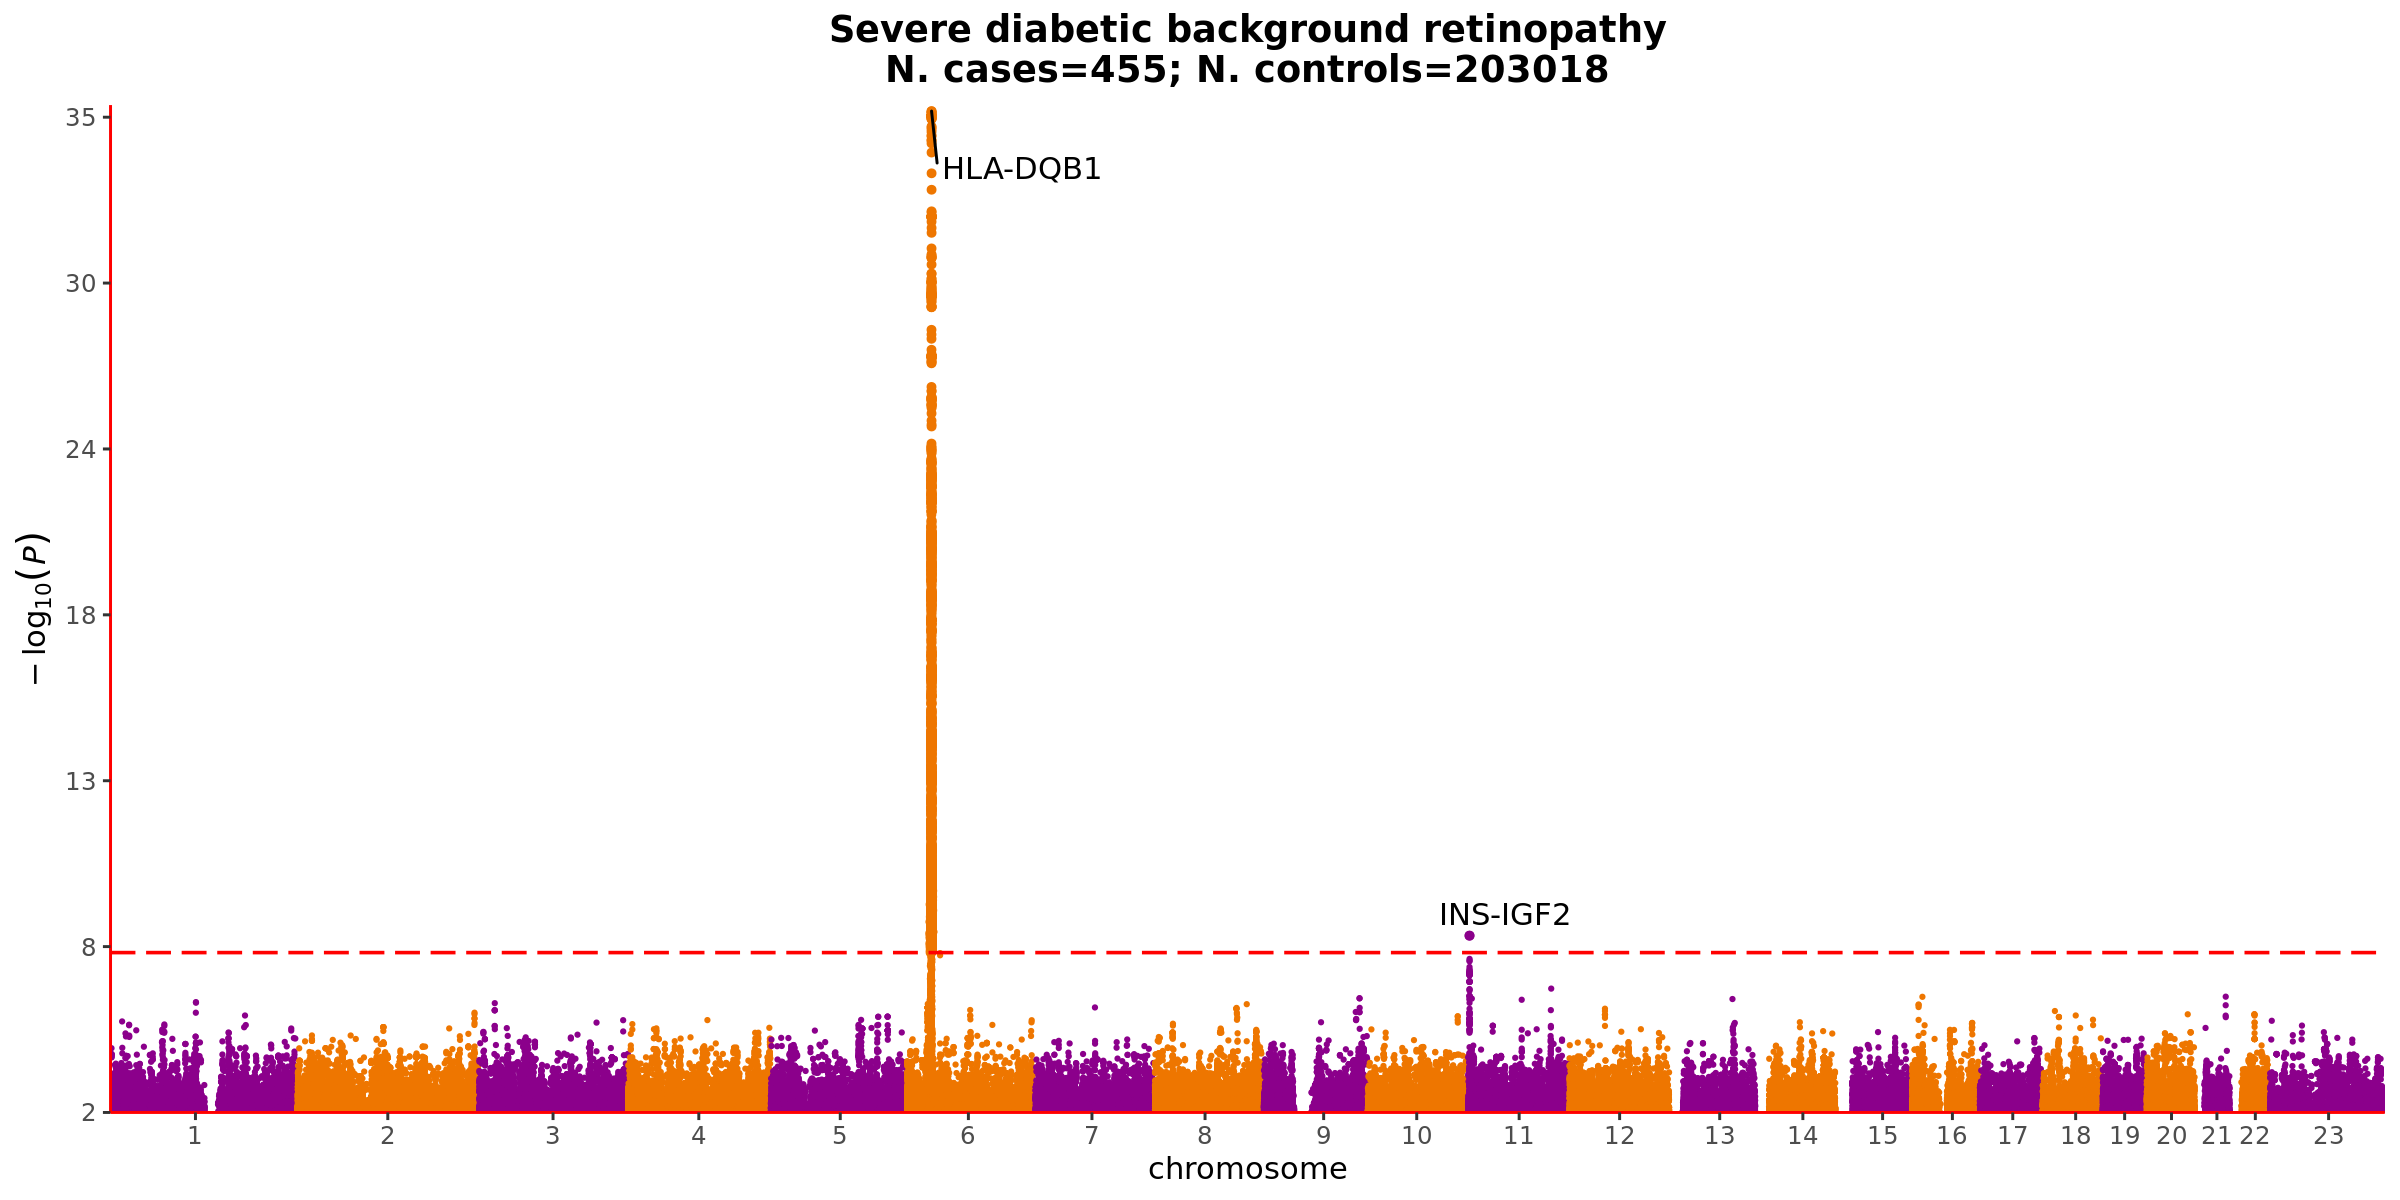 Severe diabetic background retinopathy
N. cases=455; N. controls=203018
35
30
24
18
13
8
2
− log10(P)
HLA-DQB1
INS-IGF2
1 2 3 4 5 6 7 8 9 10 11 12 13 14 15 16 17 18 19 20 21 22 23
chromosome